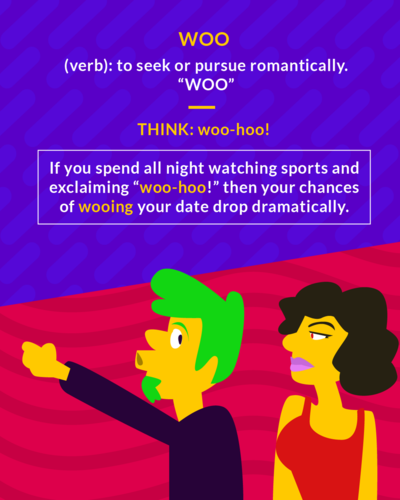 WOO
(verb): to seek or pursue romantically.
“WOO”
THINK: woo-hoo!
If you spend all night watching sports and
exclaiming “woo-hoo!” then your chances
of wooing your date drop dramatically.